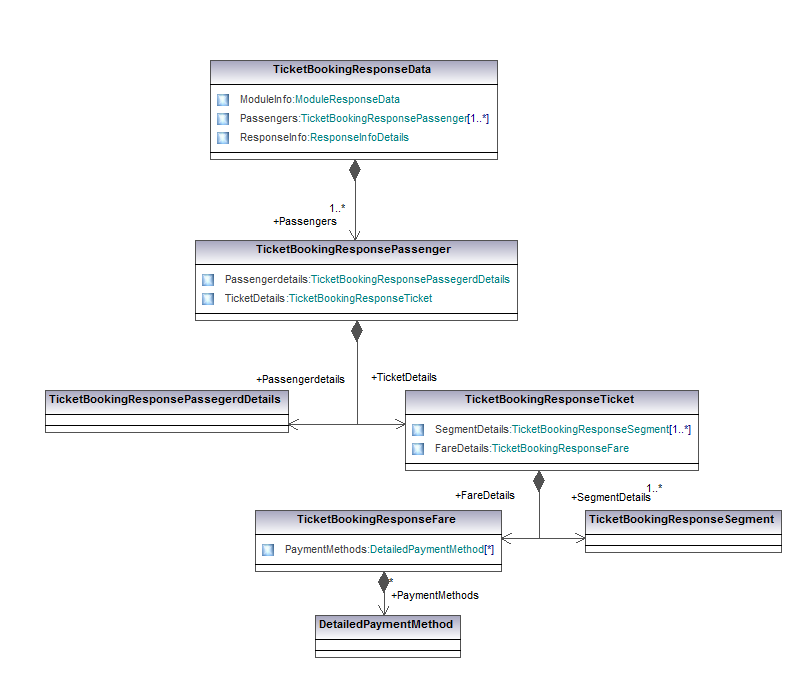 TicketBookingResponseData
ModuleInfo:ModuleResponseData
Passengers:TicketBookingResponsePassenger[1..*]
ResponseInfo:ResponseInfoDetails
1..*
+Passengers
TicketBookingResponsePassenger
Passengerdetails:TicketBookingResponsePassegerdDetails
TicketDetails:TicketBookingResponseTicket
+Passengerdetails
+TicketDetails
TicketBookingResponsePassegerdDetails
TicketBookingResponseTicket
SegmentDetails:TicketBookingResponseSegment[1..*]
FareDetails:TicketBookingResponseFare
+FareDetails
1..*
+SegmentDetails
TicketBookingResponseFare
TicketBookingResponseSegment
PaymentMethods:DetailedPaymentMethod[*]
*
+PaymentMethods
DetailedPaymentMethod